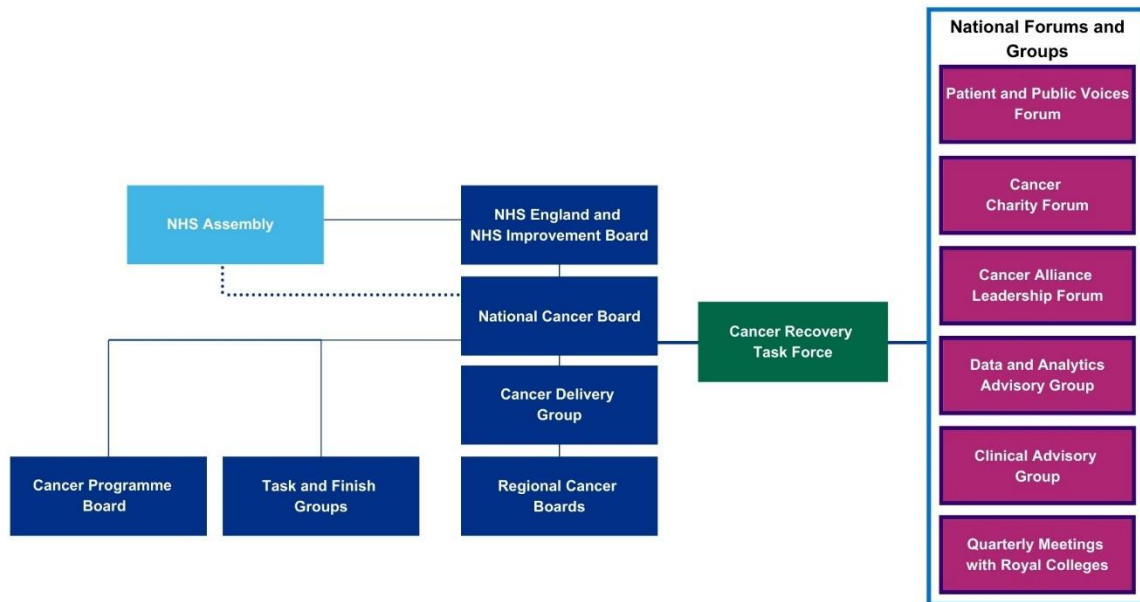 National Forums and
Groups
Patient and Public Voices
Forum
Cancer
Charity Forum
Cancer Alliance
Leadership Forum
Data and Analytics
Advisory Group
Clinical Advisory
Group
Quarterly Meetings
with Royal Colleges
NHS Assembly
NHS England and
NHS Improvement Board
National Cancer Board
Cancer Recovery
Task Force
Cancer Delivery
Group
Cancer Programme
Board
Task and Finish
Groups
Regional Cancer
Boards